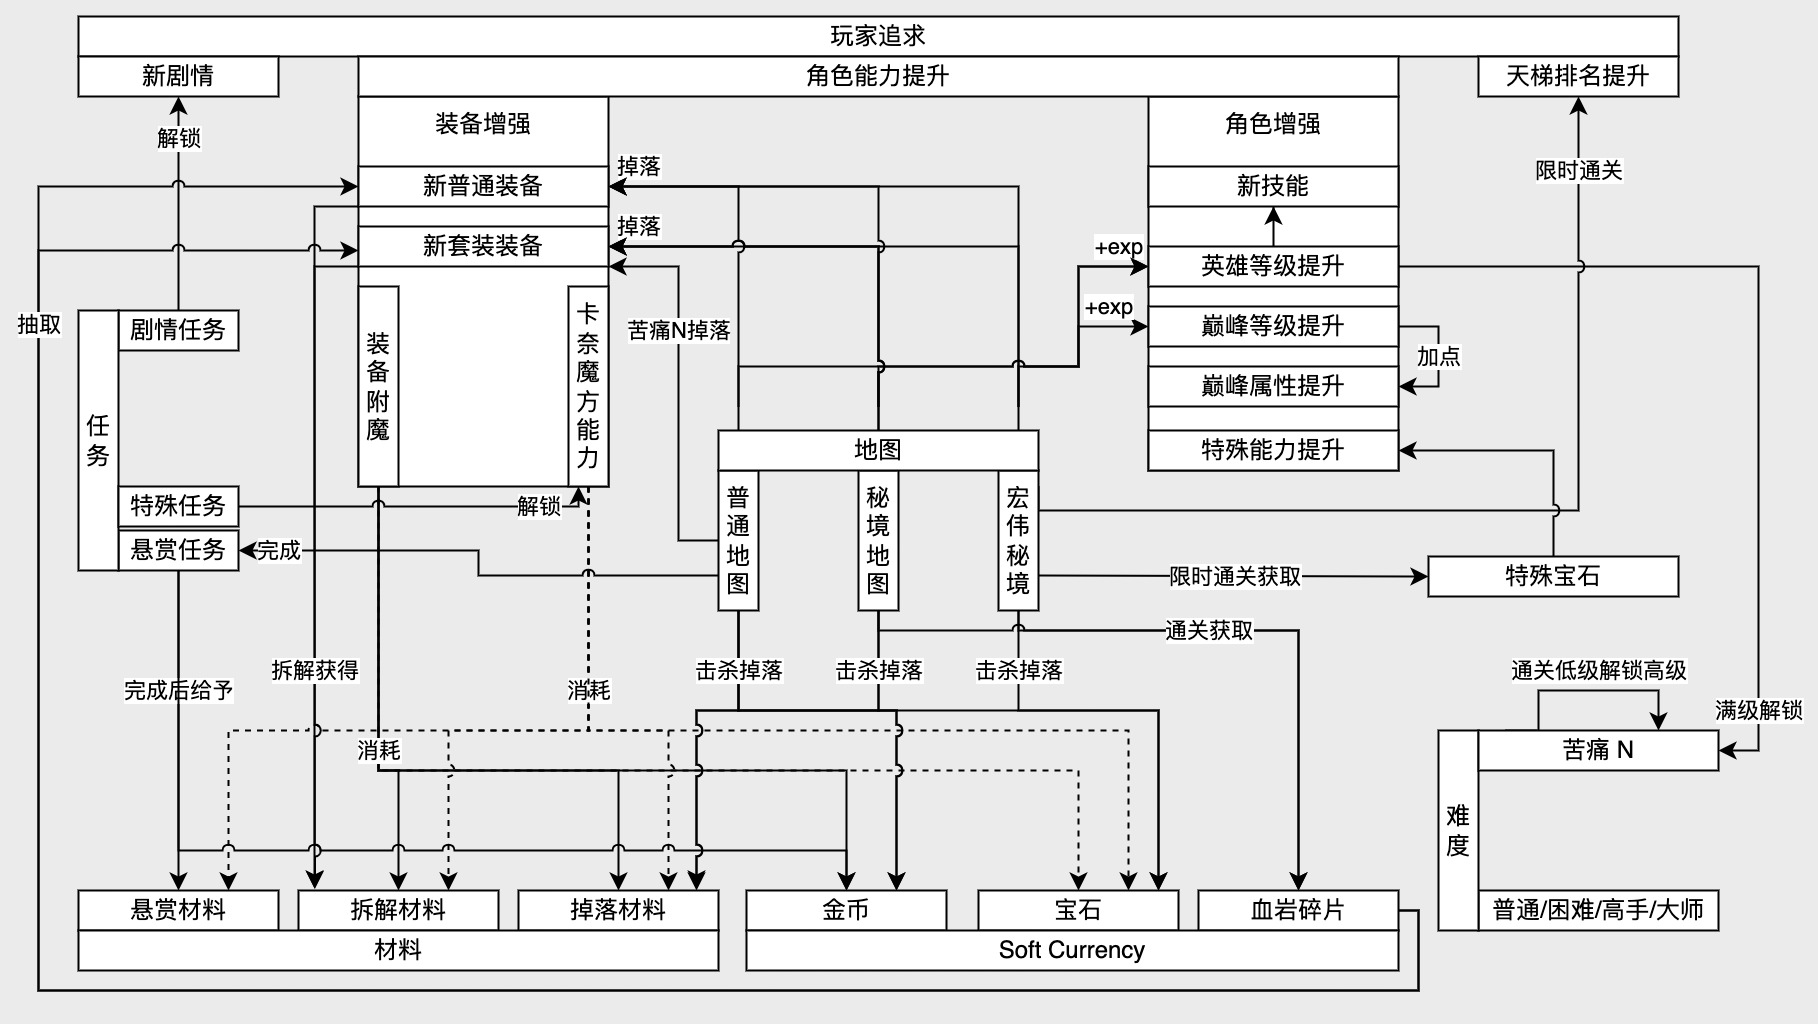 玩家追求
新剧情
角色能力提升
天梯排名提升
装备增强
角色增强
解锁
掉落
限时通关
新普通装备
新技能
掉落
新套装装备
+exp
英雄等级提升
+exp
抽取
剧情任务
苦痛N掉落
巅峰等级提升
加点
装备附魔
卡奈魔方能力
巅峰属性提升
任务
地图
特殊能力提升
特殊任务
解锁
普通地图
秘境地图
宏伟秘境
悬赏任务
完成
限时通关获取
特殊宝石
通关获取
拆解获得
击杀掉落
击杀掉落
击杀掉落
通关低级解锁高级
完成后给予
消耗
满级解锁
消耗
苦痛 N
难度
悬赏材料
拆解材料
掉落材料
金币
宝石
血岩碎片
普通/困难/高手/大师
材料
Soft Currency